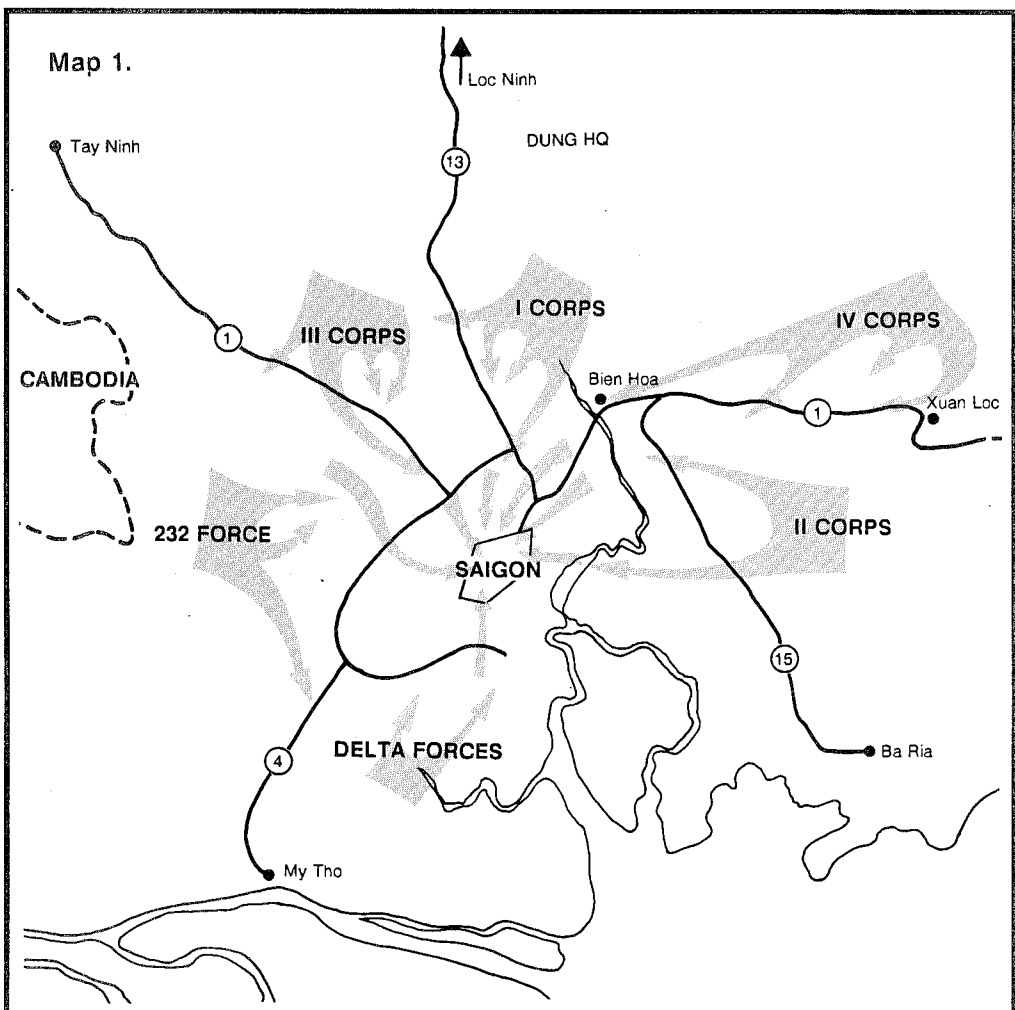 Map 1.
Loc Ninh
DUNG HQ
Tay Ninh
13
I CORPS
III CORPS
IV CORPS
1
CAMBODIA
Bien Hoa
Xuan Loc
1
232 FORCE
II CORPS
SAIGON
15
DELTA FORCES
Ba Ria
4
My Tho